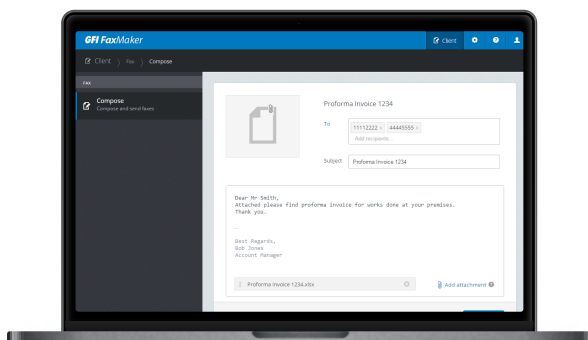 GFI FaxMaker
Client
Client
Fax
Compose
FAX
Compose
Compose and send faxes
Proforma Invoice 1234
To
11112222 × 44445555 ×
Add recipients...
Subject
Proforma Invoice 1234
Dear Mr Smith,
Attached please find proforma invoice for works done at your premises.
Thank you.
Best Regards,
Bob Jones
Account Manager
Proforma Invoice 1234.xlsx
Add attachment